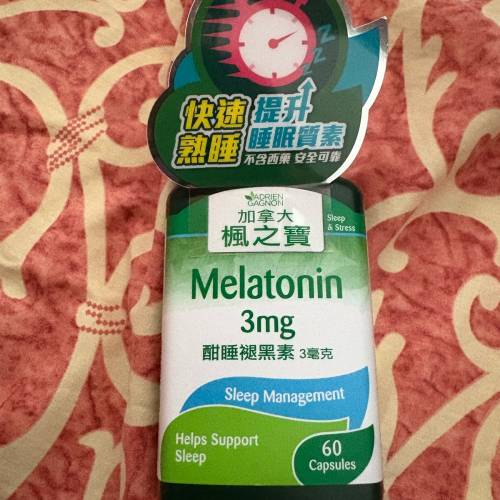 快速 提升
熟睡 睡眠質素
不含西藥 安全可靠
ADRIEN
GAGNON
加拿大
楓之寶
Sleep
& Stress
Melatonin
3mg
酣睡褪黑素 3毫克
Sleep Management
Helps Support
Sleep
60
Capsules